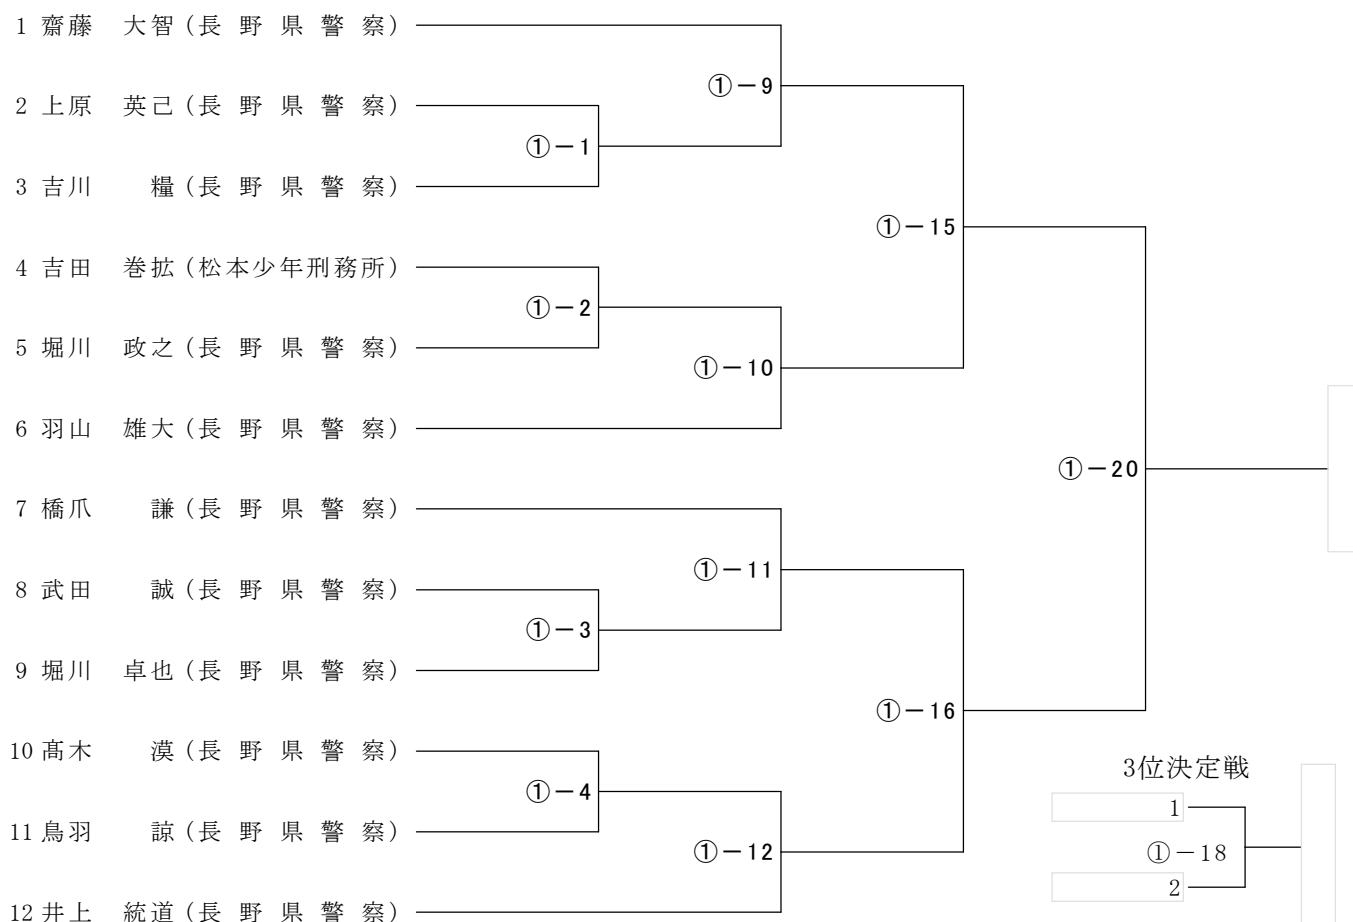 1 齋藤　大智（長 野 県 警 察）
①－9
2 上原　英己（長 野 県 警 察）
①－1
3 吉川　　糧（長 野 県 警 察）
①－15
4 吉田　巻拡（松本少年刑務所）
①－2
5 堀川　政之（長 野 県 警 察）
①－10
6 羽山　雄大（長 野 県 警 察）
①－20
7 橋爪　　謙（長 野 県 警 察）
①－11
8 武田　　誠（長 野 県 警 察）
①－3
9 堀川　卓也（長 野 県 警 察）
①－16
10 髙木　　漠（長 野 県 警 察）
3位決定戦
①－4
1
11 鳥羽　　諒（長 野 県 警 察）
①－12
①－18
2
12 井上　統道（長 野 県 警 察）